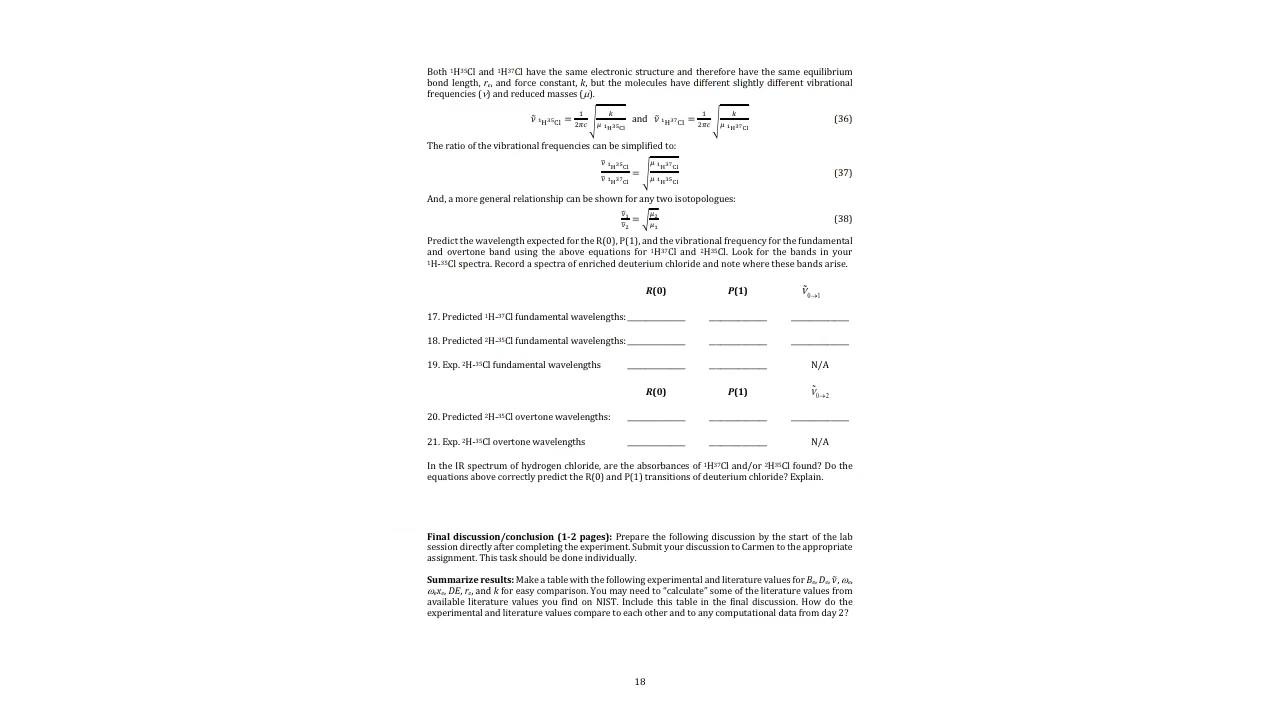 Both ¹H³⁵Cl and ¹H³⁷Cl have the same electronic structure and therefore have the same equilibrium
bond length, rₑ, and force constant, k, but the molecules have different slightly different vibrational
frequencies (ν) and reduced masses (μ).
ν̃ ¹H³⁵Cl = 1/2πc √(k/μ ¹H³⁵Cl) and ν̃ ¹H³⁷Cl = 1/2πc √(k/μ ¹H³⁷Cl) (36)
The ratio of the vibrational frequencies can be simplified to:
ν̃ ¹H³⁵Cl/ν̃ ¹H³⁷Cl = √(μ ¹H³⁷Cl/μ ¹H³⁵Cl) (37)
And, a more general relationship can be shown for any two isotopologues:
ν̃₁/ν̃₂ = √(μ₂/μ₁) (38)
Predict the wavelength expected for the R(0), P(1), and the vibrational frequency for the fundamental
and overtone band using the above equations for ¹H³⁷Cl and ²H³⁵Cl. Look for the bands in your
¹H-³⁵Cl spectra. Record a spectra of enriched deuterium chloride and note where these bands arise.
R(0) P(1) ṽ₀→₁
17. Predicted ¹H-³⁷Cl fundamental wavelengths: ____________ ____________ ____________
18. Predicted ²H-³⁵Cl fundamental wavelengths: ____________ ____________ ____________
19. Exp. ²H-³⁵Cl fundamental wavelengths ____________ ____________ N/A
R(0) P(1) ṽ₀→₂
20. Predicted ²H-³⁵Cl overtone wavelengths: ____________ ____________ ____________
21. Exp. ²H-³⁵Cl overtone wavelengths ____________ ____________ N/A
In the IR spectrum of hydrogen chloride, are the absorbances of ¹H³⁷Cl and/or ²H³⁵Cl found? Do the
equations above correctly predict the R(0) and P(1) transitions of deuterium chloride? Explain.
Final discussion/conclusion (1-2 pages): Prepare the following discussion by the start of the lab
session directly after completing the experiment. Submit your discussion to Carmen to the appropriate
assignment. This task should be done individually.
Summarize results: Make a table with the following experimental and literature values for Bₑ, Dₑ, ν̃, ωₑ,
ωₑxₑ, DE, rₑ, and k for easy comparison. You may need to "calculate" some of the literature values from
available literature values you find on NIST. Include this table in the final discussion. How do the
experimental and literature values compare to each other and to any computational data from day 2?
18